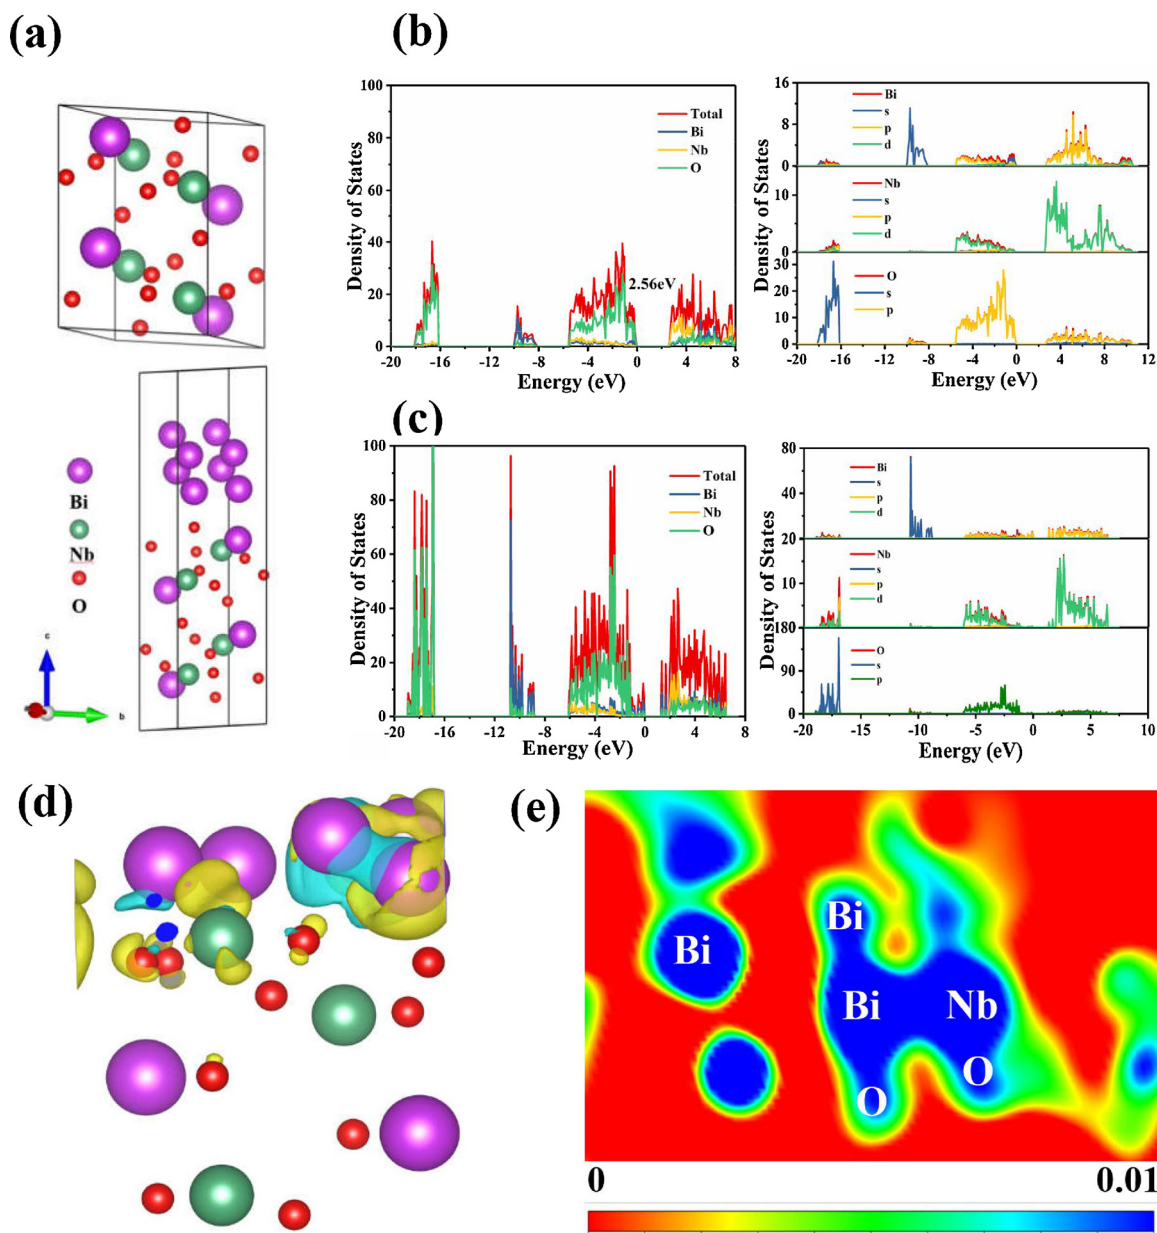 (a)
Bi
Nb
O
c
b
(b)
100
80
60
40
20
0
-20 -16 -12 -8 -4 0 4 8
Density of States
Energy (eV)
Total
Bi
Nb
O
2.56eV
16
8
0
Bi
s
p
d
10
0
Nb
s
p
d
30
20
10
0
O
s
p
-20 -16 -12 -8 -4 0 4 8 12
Density of States
Energy (eV)
(c)
100
80
60
40
20
0
-20 -16 -12 -8 -4 0 4 8
Density of States
Energy (eV)
Total
Bi
Nb
O
80
40
20
Bi
s
p
d
10
180
Nb
s
p
d
90
0
O
s
p
-20 -15 -10 -5 0 5 10
Density of States
Energy (eV)
(d)
(e)
Bi
Bi
Bi
Nb
O
O
0 0.01